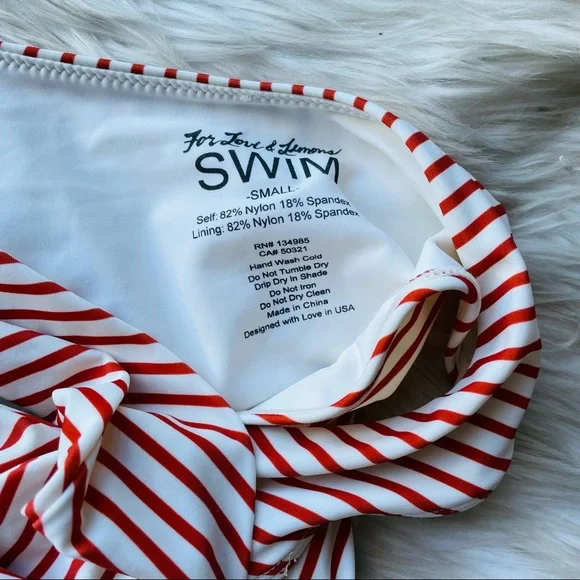 For Love & Lemons
SWIM
-SMALL-
Self: 82% Nylon 18% Spandex
Lining: 82% Nylon 18% Spandex
RN# 134985
CA# 50321
Hand Wash Cold
Do Not Tumble Dry
Drip Dry in Shade
Do Not Iron
Do Not Dry Clean
Made in China
Designed with Love in USA